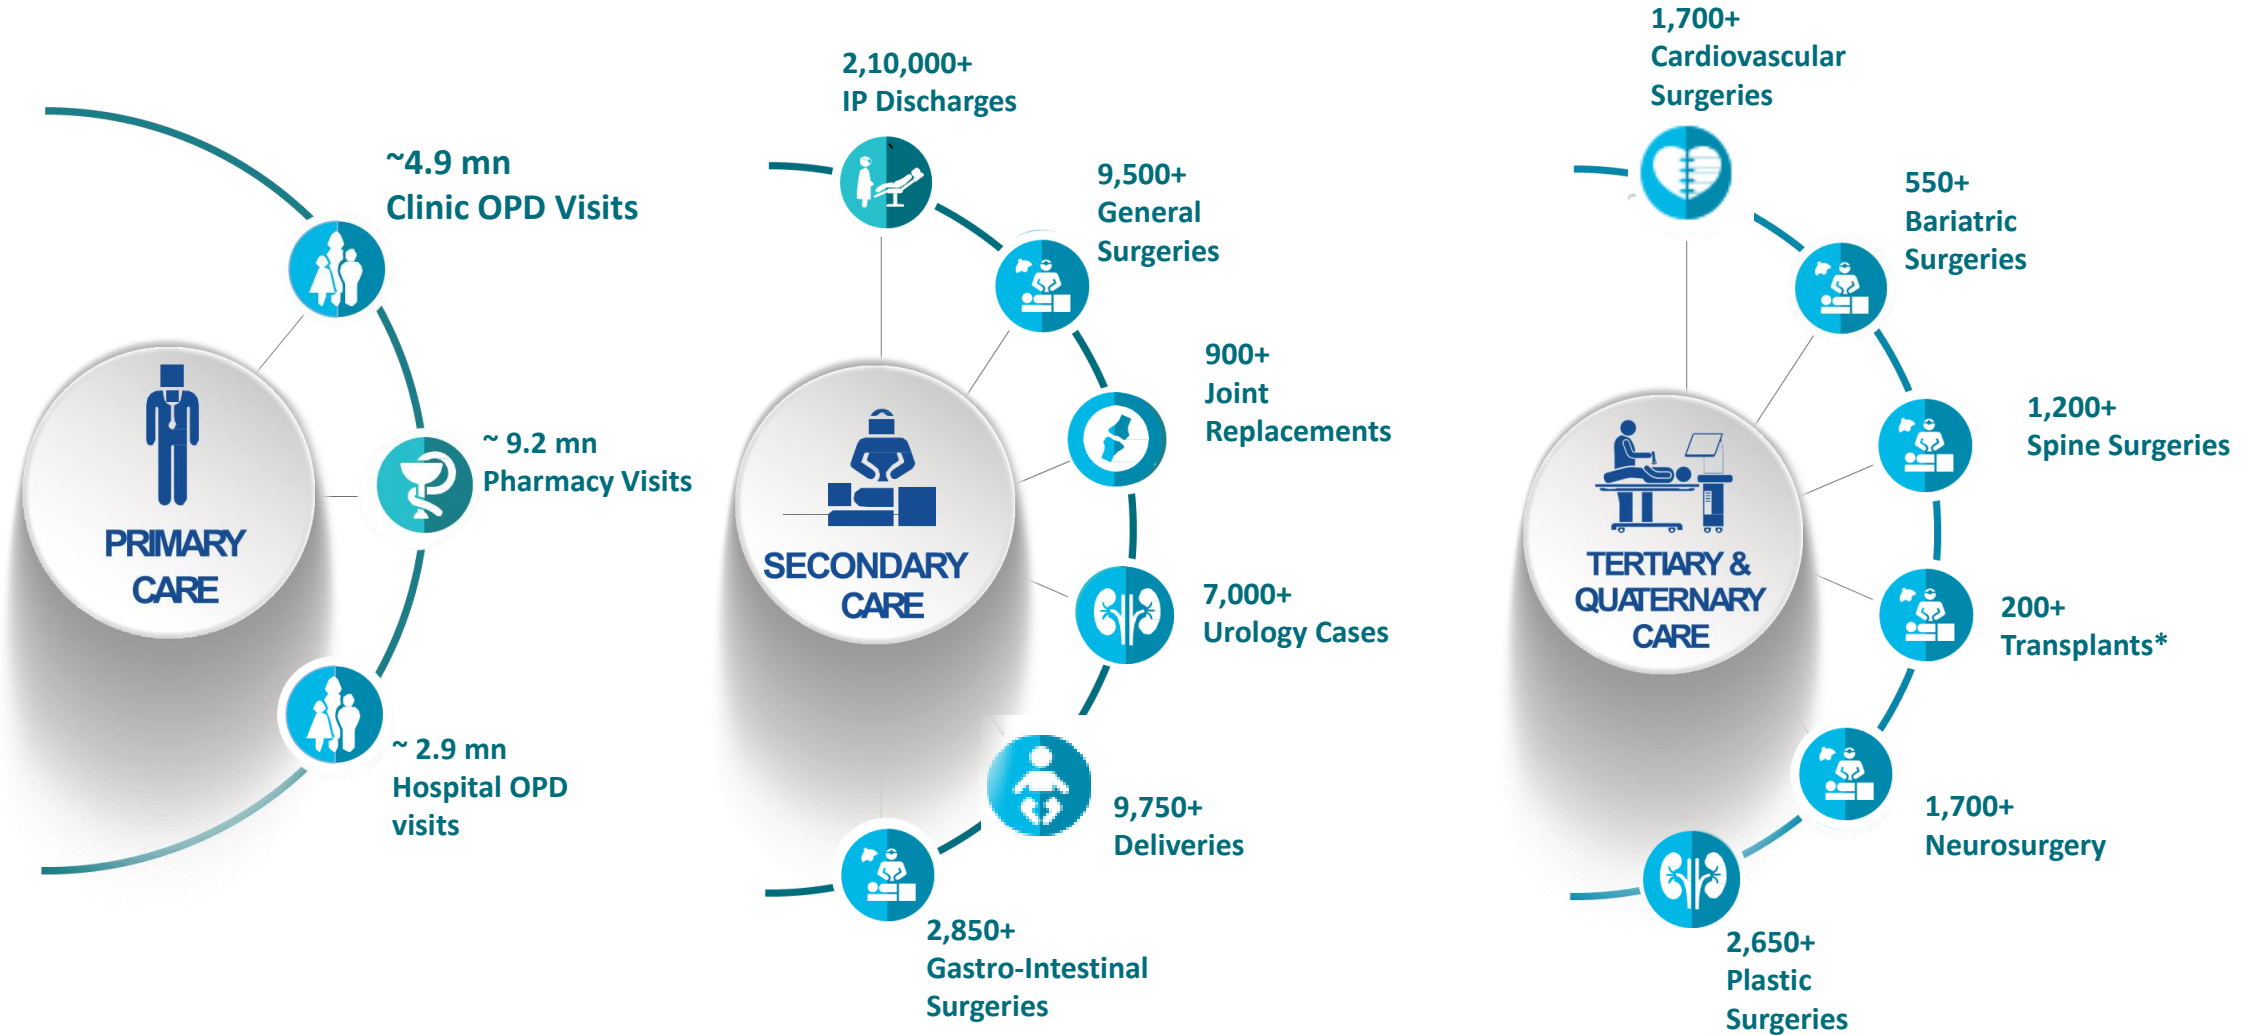 ~4.9 mn
Clinic OPD Visits
~ 9.2 mn
Pharmacy Visits
PRIMARY
CARE
~ 2.9 mn
Hospital OPD
visits
2,10,000+
IP Discharges
9,500+
General
Surgeries
900+
Joint
Replacements
SECONDARY
CARE
7,000+
Urology Cases
9,750+
Deliveries
2,850+
Gastro-Intestinal
Surgeries
1,700+
Cardiovascular
Surgeries
550+
Bariatric
Surgeries
1,200+
Spine Surgeries
TERTIARY &
QUATERNARY
CARE
200+
Transplants*
1,700+
Neurosurgery
2,650+
Plastic
Surgeries